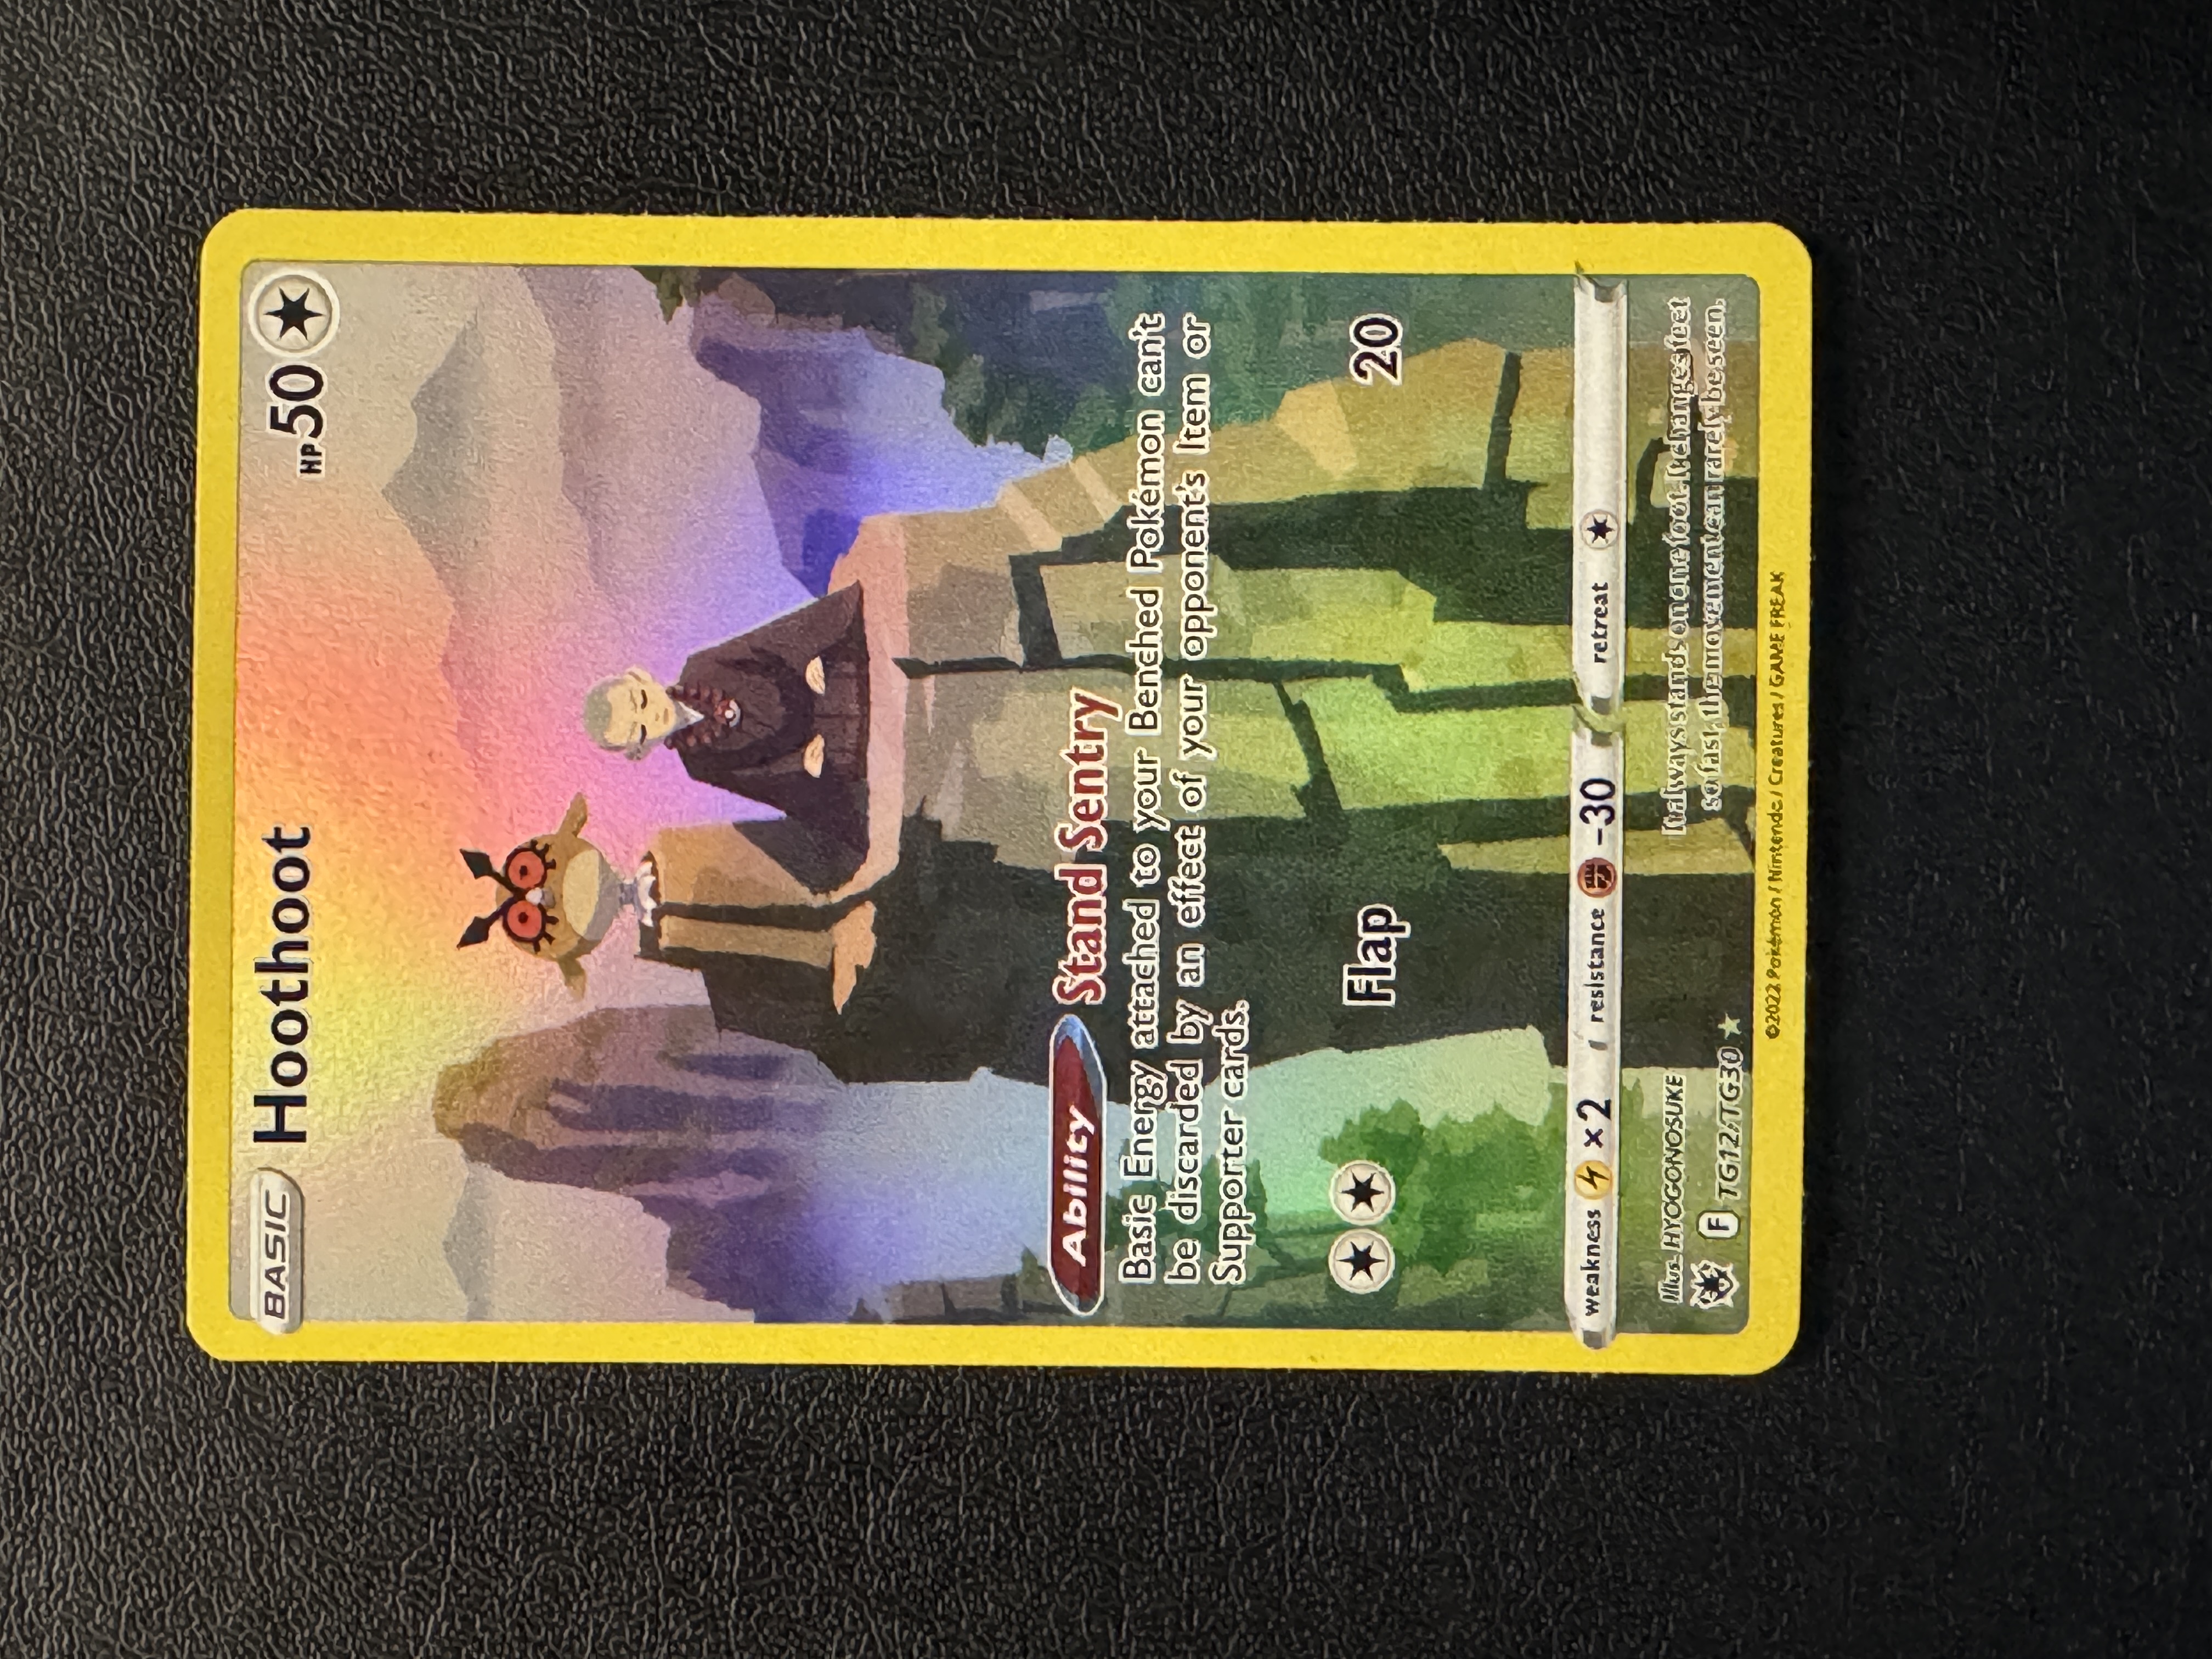 BASIC Hoothoot HP50
Ability Stand Sentry
Basic Energy attached to your Benched Pokémon can't
be discarded by an effect of your opponent's Item or
Supporter cards.
Flap 20
weakness ×2 resistance -30 retreat
Illus. HYOGONOSUKE
It always stands on one foot. It changes feet
so fast, the movement can rarely be seen.
F TG12/TG30
©2022 Pokémon / Nintendo / Creatures / GAME FREAK